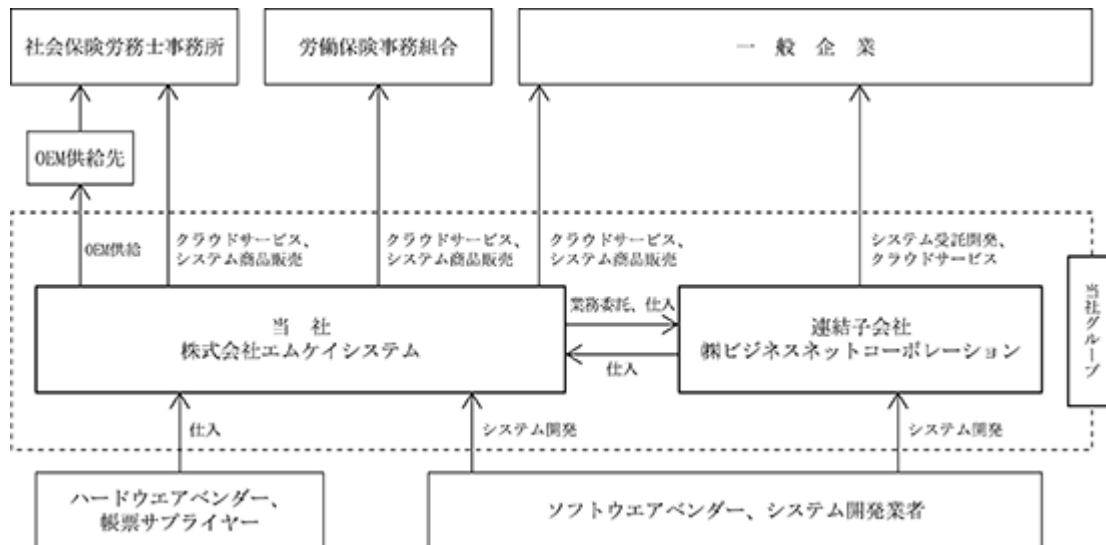 社会保険労務士事務所
労働保険事務組合
一般企業
OEM供給先
OEM供給
クラウドサービス、
システム商品販売
クラウドサービス、
システム商品販売
クラウドサービス、
システム商品販売
システム受託開発、
クラウドサービス
当社グループ
当 社
株式会社エムケイシステム
業務委託、仕入
仕入
連結子会社
㈱ビジネスネットコーポレーション
仕入
システム開発
システム開発
ハードウエアベンダー、
帳票サプライヤー
ソフトウエアベンダー、システム開発業者